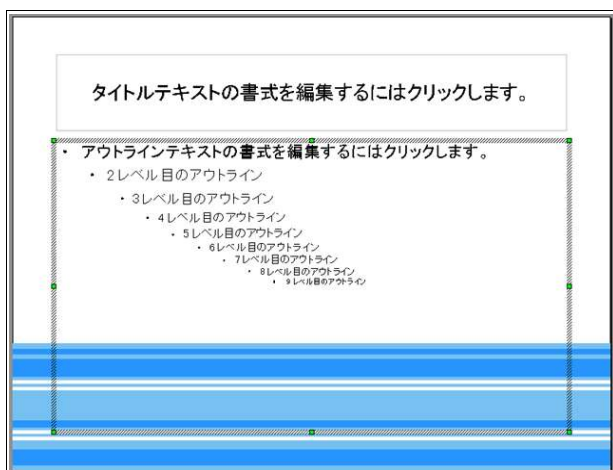 タイトルテキストの書式を編集するにはクリックします。
・ アウトラインテキストの書式を編集するにはクリックします。
・ 2レベル目のアウトライン
・ 3レベル目のアウトライン
・ 4レベル目のアウトライン
・ 5レベル目のアウトライン
・ 6レベル目のアウトライン
・ 7レベル目のアウトライン
・ 8レベル目のアウトライン
・ 9レベル目のアウトライン